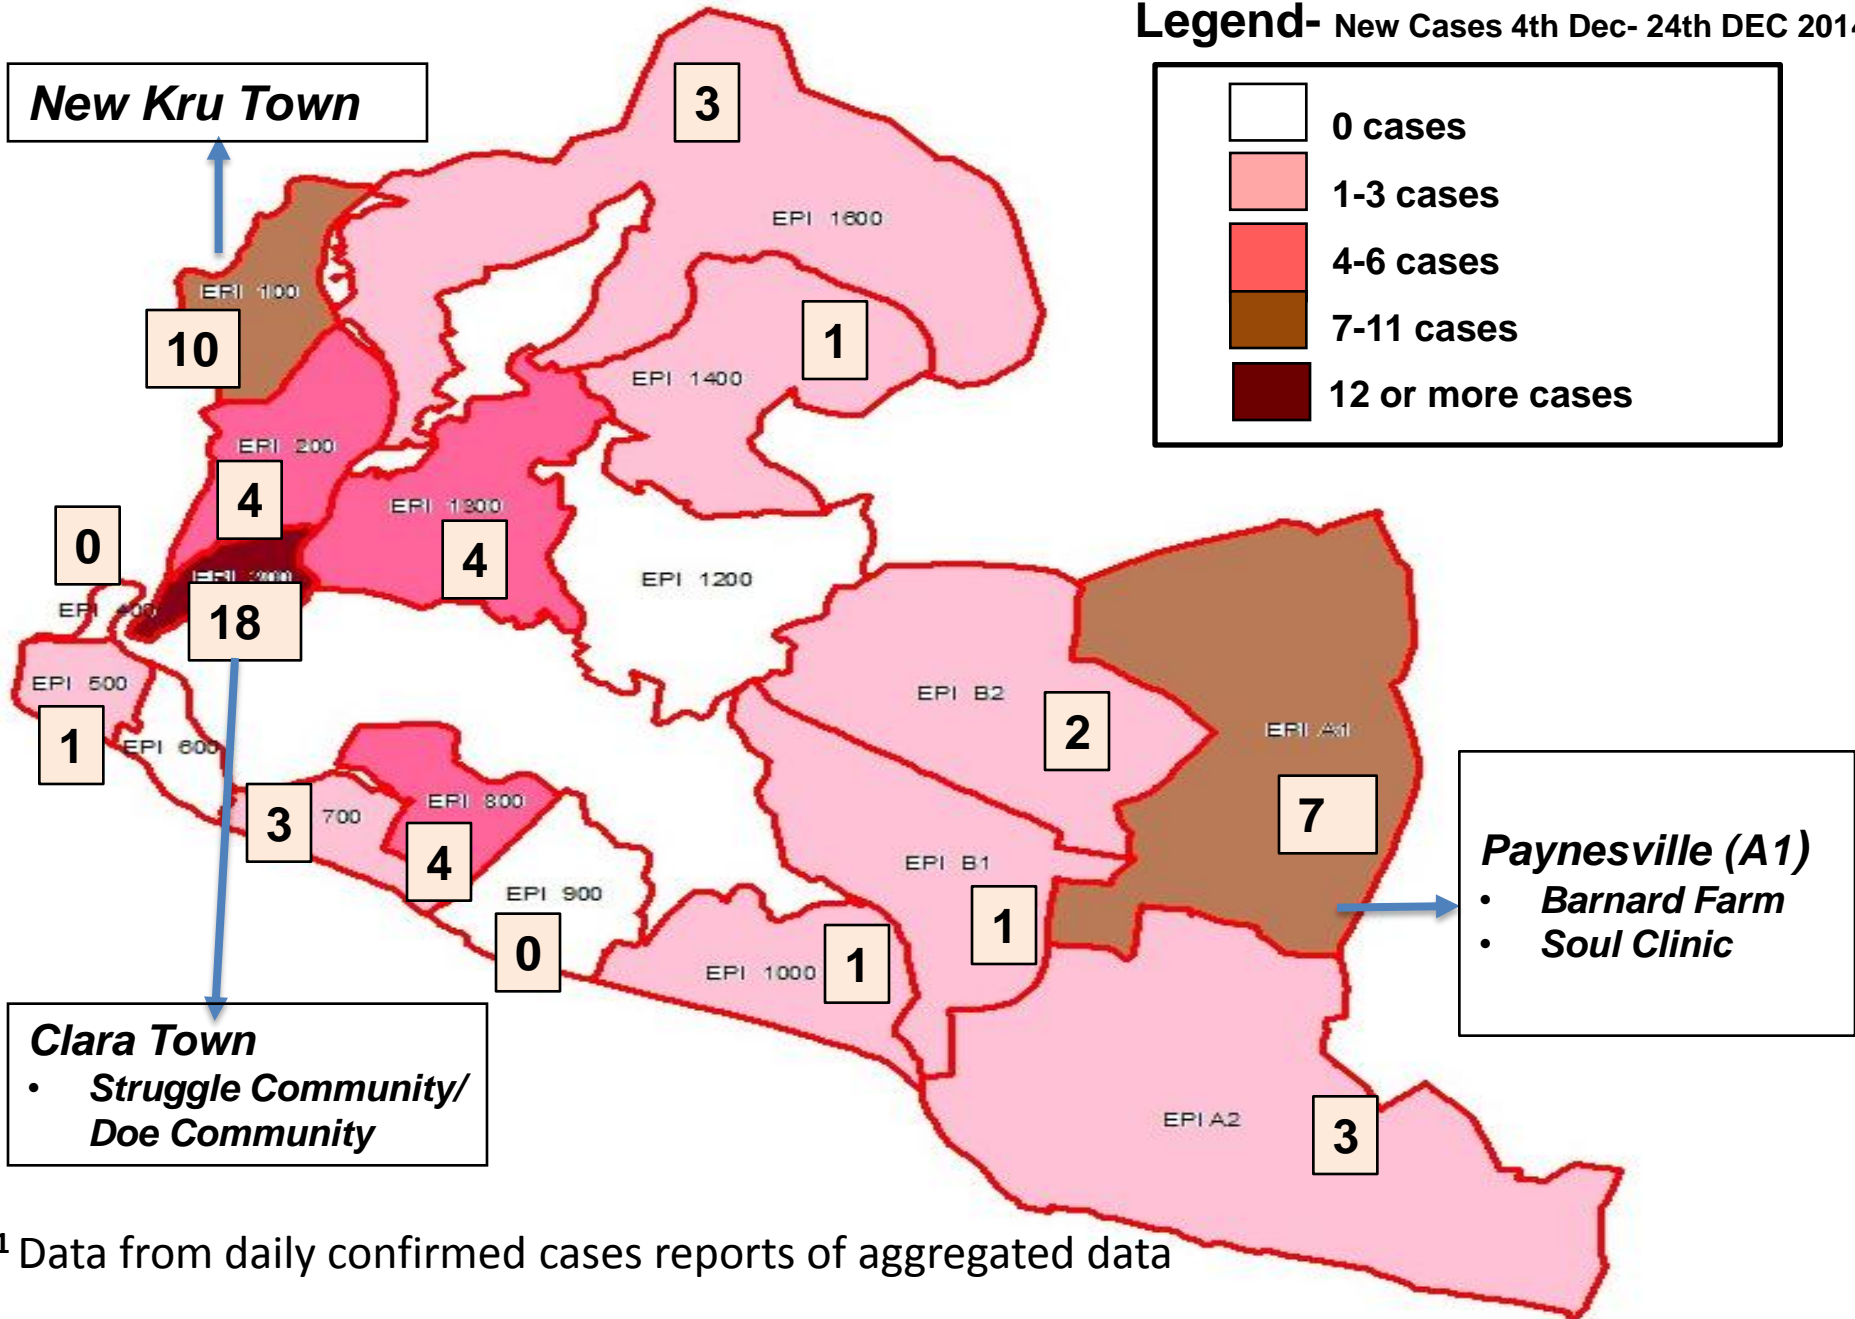 Legend- New Cases 4th Dec- 24th DEC 2014
0 cases
1-3 cases
4-6 cases
7-11 cases
12 or more cases
New Kru Town
3
EPI 1600
EPI 100
10
1
EPI 1400
EPI 200
4
EPI 1300
4
0
EPI 1200
EPI 400
18
EPI 500
1
EPI 600
EPI B2
2
EPI A1
7
3
700
EPI 800
4
EPI B1
1
EPI 900
0
EPI 1000
1
Paynesville (A1)
• Barnard Farm
• Soul Clinic
Clara Town
• Struggle Community/
Doe Community
EPI A2
3
1 Data from daily confirmed cases reports of aggregated data